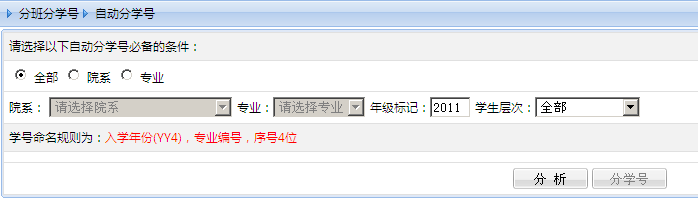 分班分学号 自动分学号
请选择以下自动分学号必备的条件：
全部 院系 专业
院系： 请选择院系 专业： 请选择专业 年级标记： 2011 学生层次： 全部
学号命名规则为：入学年份(YY4)，专业编号，序号4位
分 析 分学号